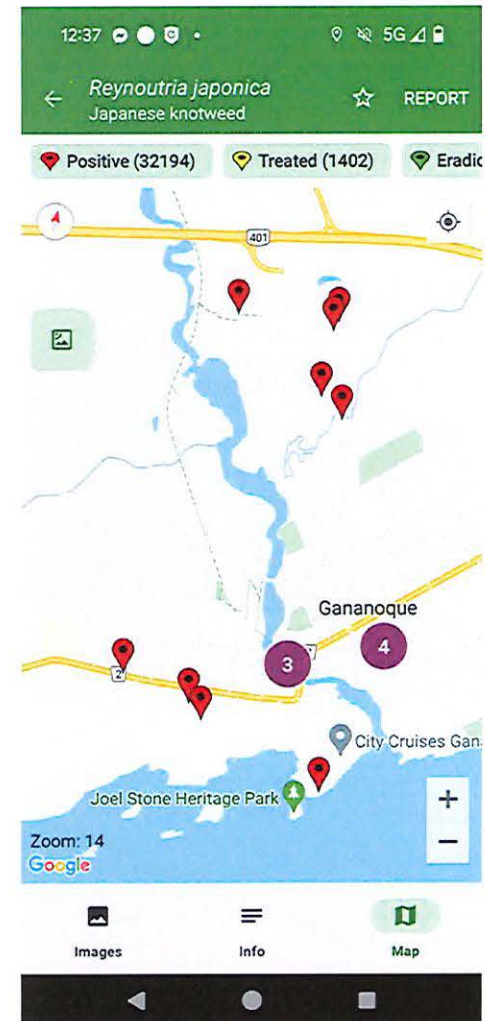 12:37
5G
Reynoutria japonica
REPORT
Japanese knotweed
Positive (32194)
Treated (1402)
Eradic
401
Gananoque
3
4
2
City Cruises Gan
Joel Stone Heritage Park
+
−
Zoom: 14
Google
Images
Info
Map